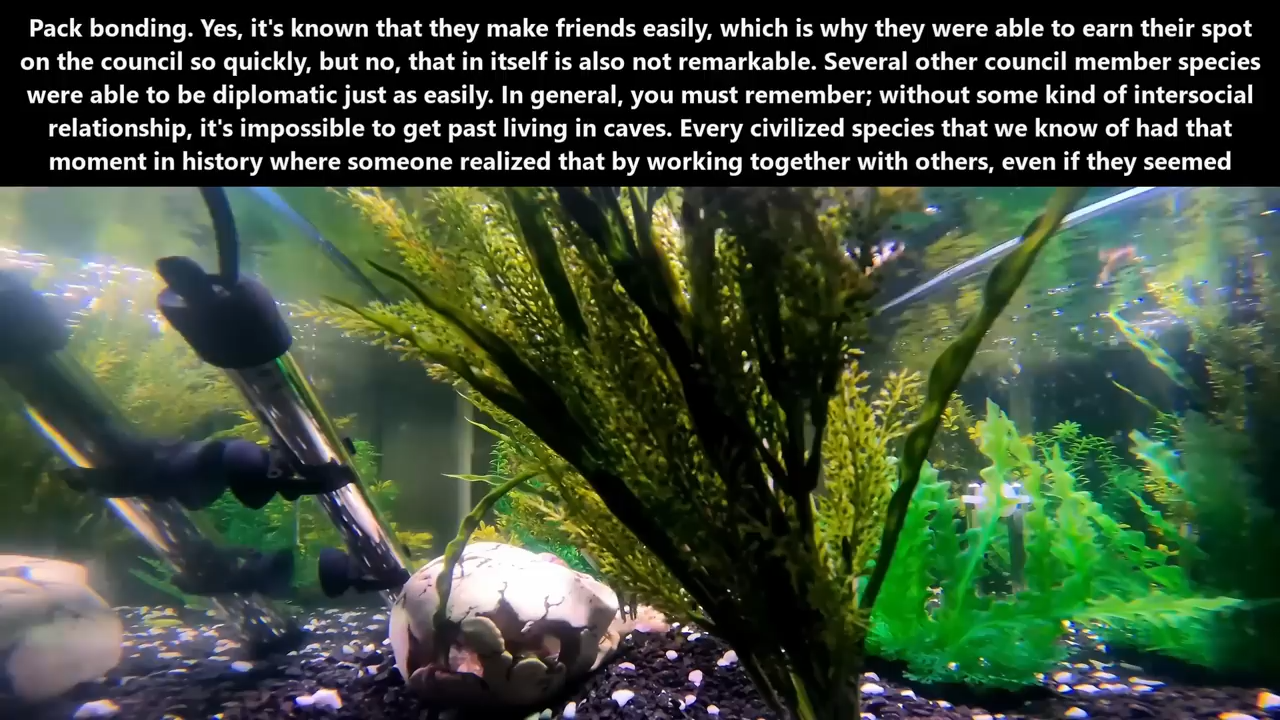 Pack bonding. Yes, it's known that they make friends easily, which is why they were able to earn their spot
on the council so quickly, but no, that in itself is also not remarkable. Several other council member species
were able to be diplomatic just as easily. In general, you must remember; without some kind of intersocial
relationship, it's impossible to get past living in caves. Every civilized species that we know of had that
moment in history where someone realized that by working together with others, even if they seemed